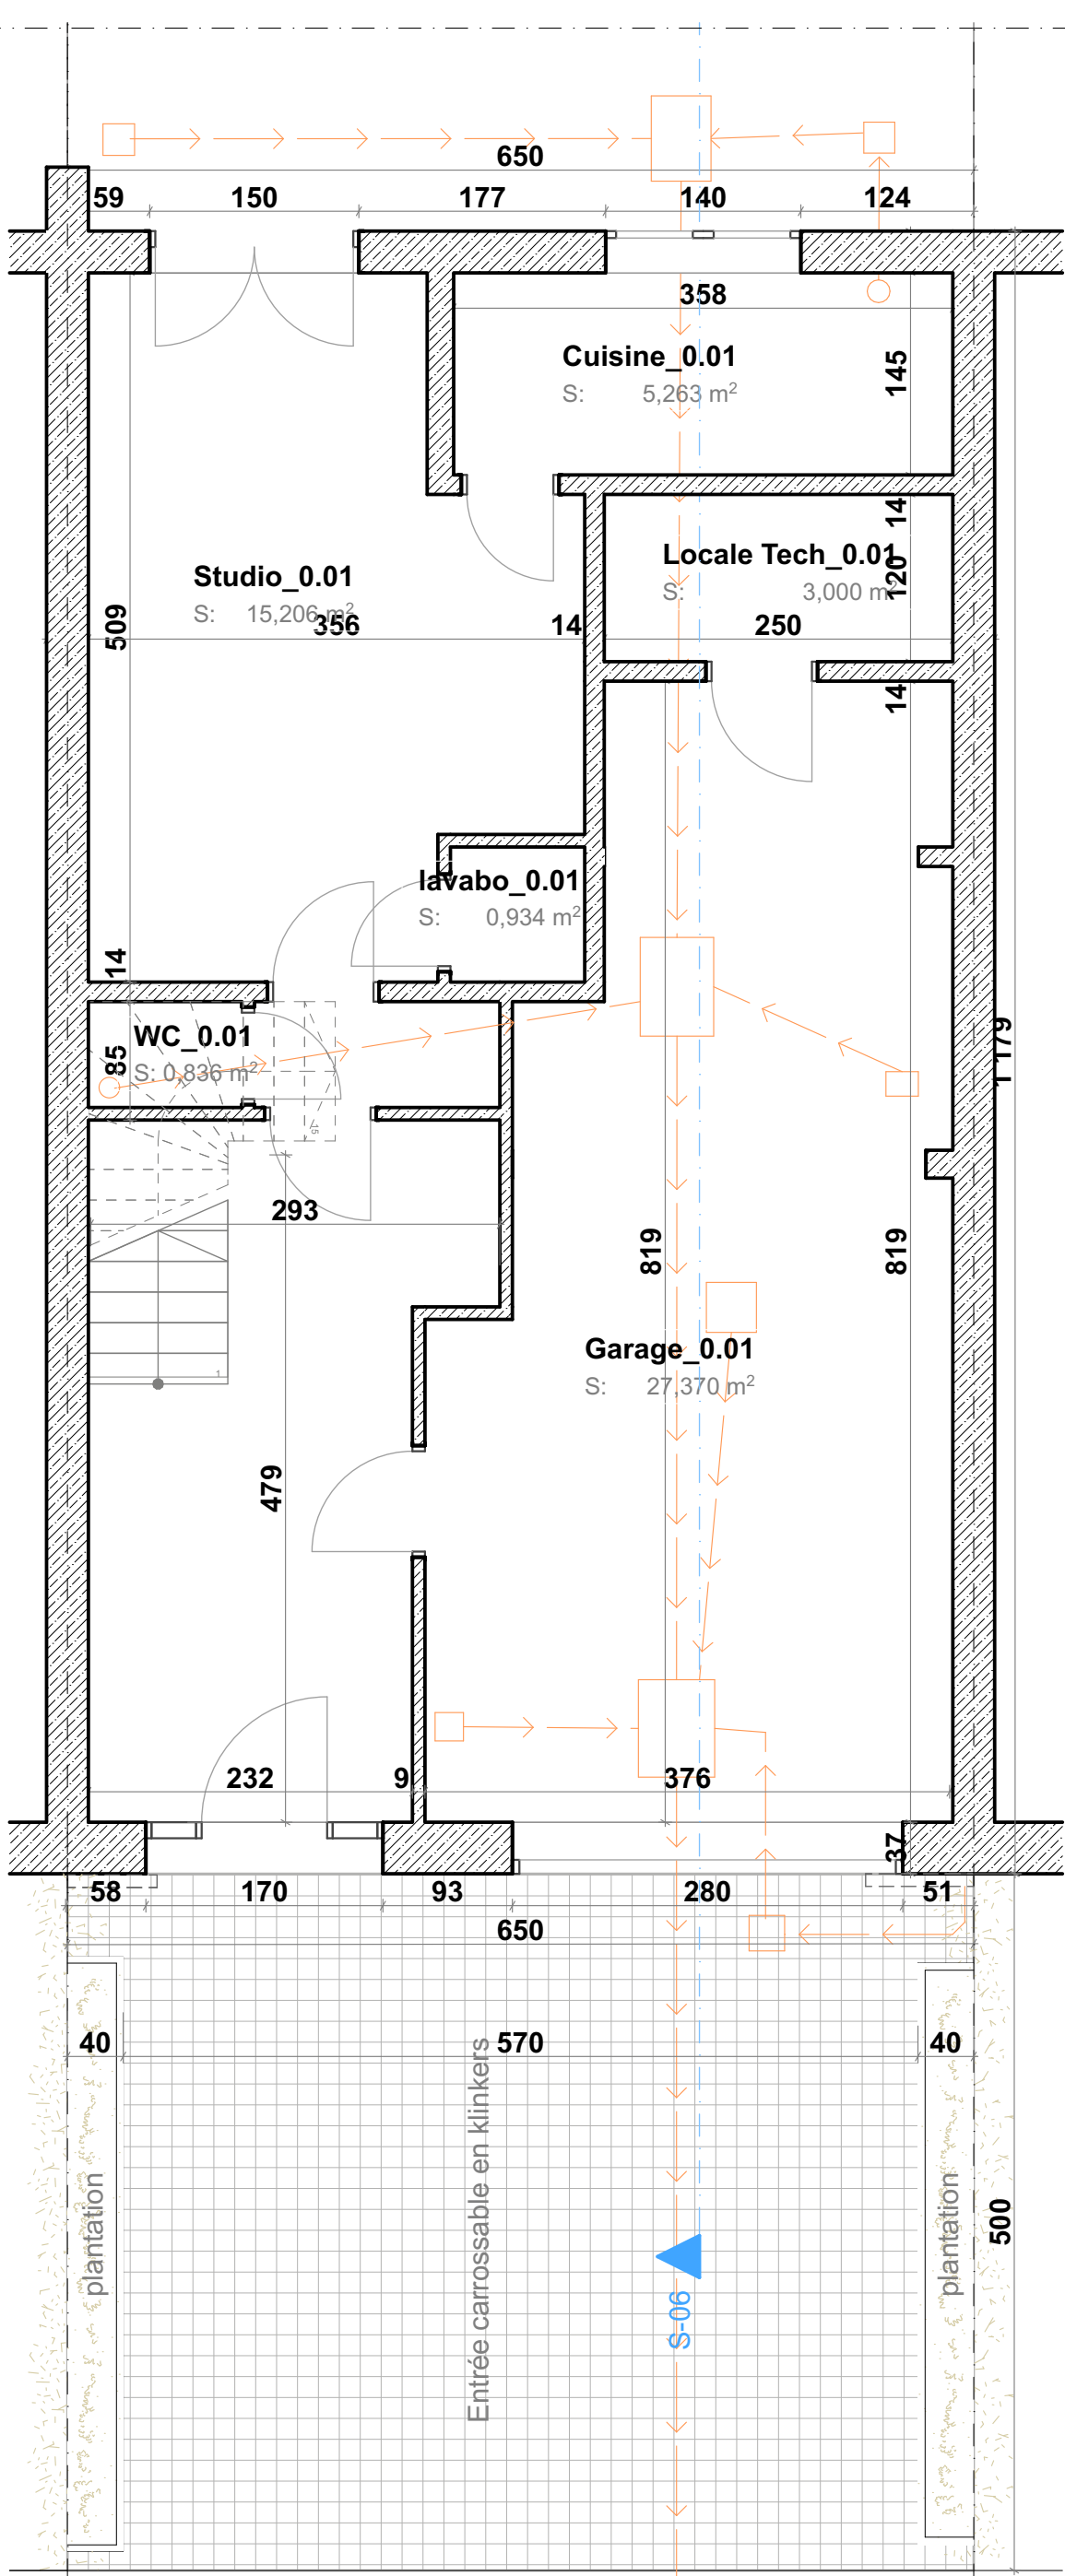 650
59 150 177 140 124
358
Cuisine_0.01
S: 5,263 m²
145
14
Locale Tech_0.01
S: 3,000 m²
120
Studio_0.01
S: 15,206 m²
509
356
14
250
14
lavabo_0.01
S: 0,934 m²
14
WC_0.01
S: 0,836 m²
85
1 179
15
293
819
819
Garage_0.01
S: 27,370 m²
1
479
232
9
376
37
58 170 93 280 51
650
40 570 40
Entrée carrossable en klinkers
plantation
plantation
500
S-06